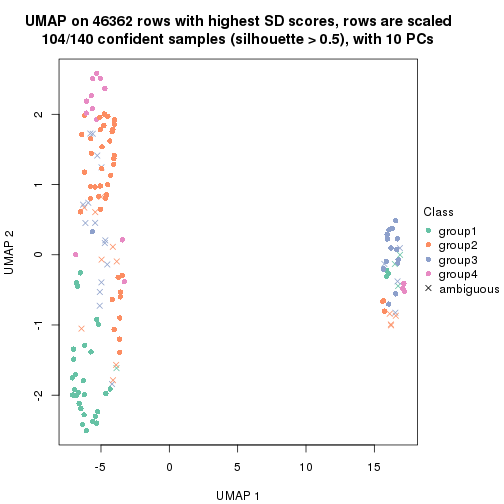 UMAP on 46362 rows with highest SD scores, rows are scaled
104/140 confident samples (silhouette > 0.5), with 10 PCs
2
1
0
-1
-2
UMAP 2
-5
0
5
10
15
UMAP 1
Class
group1
group2
group3
group4
ambiguous